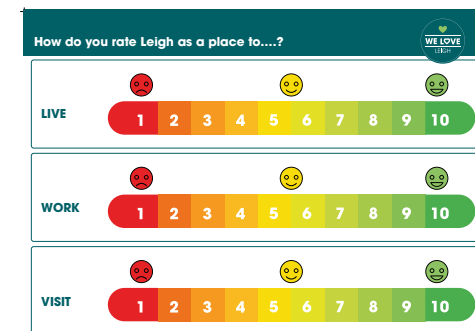 How do you rate Leigh as a place to....?
WE LOVE
LEIGH
LIVE
1 2 3 4 5 6 7 8 9 10
WORK
1 2 3 4 5 6 7 8 9 10
VISIT
1 2 3 4 5 6 7 8 9 10